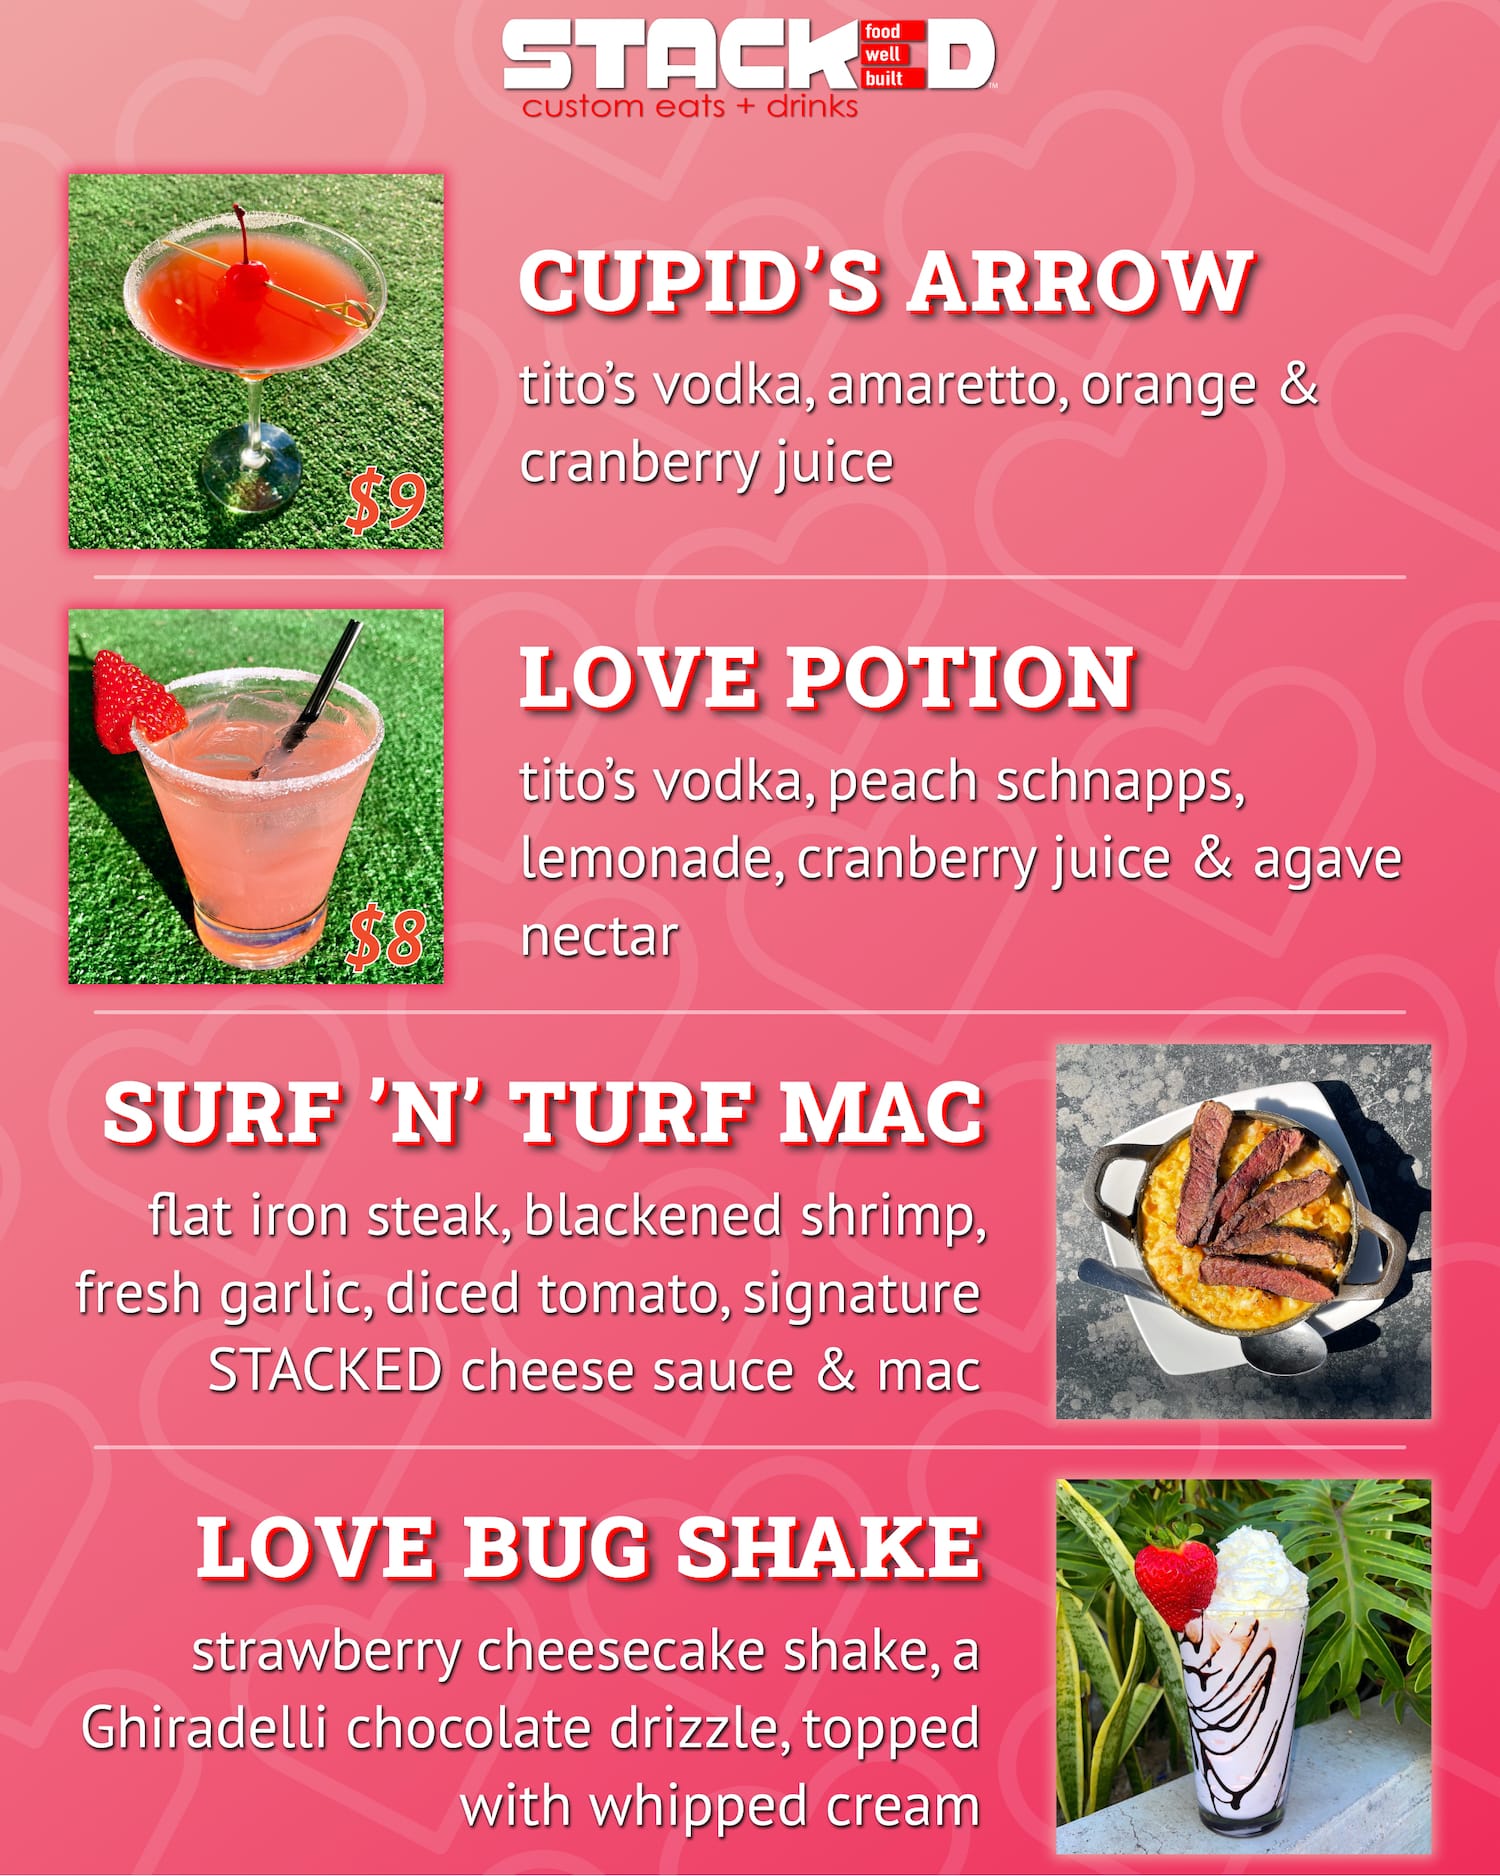 STACKED
food
well
built
custom eats + drinks
CUPID'S ARROW
tito's vodka, amaretto, orange &
cranberry juice
$9
LOVE POTION
tito's vodka, peach schnapps,
lemonade, cranberry juice & agave
nectar
$8
SURF 'N' TURF MAC
flat iron steak, blackened shrimp,
fresh garlic, diced tomato, signature
STACKED cheese sauce & mac
LOVE BUG SHAKE
strawberry cheesecake shake, a
Ghiradelli chocolate drizzle, topped
with whipped cream